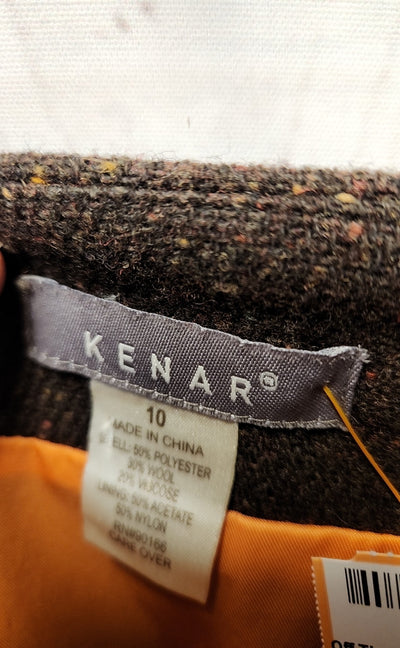 KENAR®
10
MADE IN CHINA
SHELL: 50% POLYESTER
30% WOOL
20% VISCOSE
LINING: 50% ACETATE
50% NYLON
RN#90166
CARE OVER